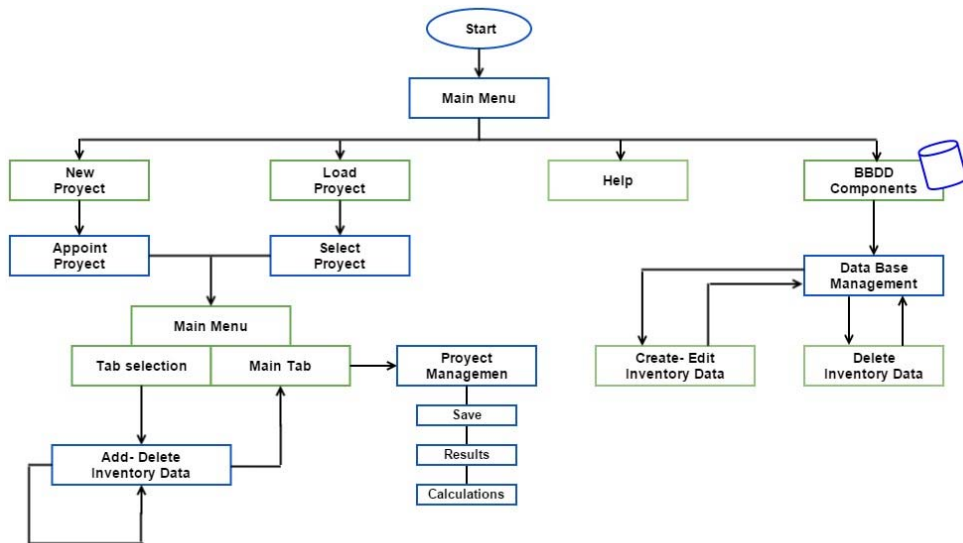 Start
Main Menu
New
Proyect
Load
Proyect
Help
BBDD
Components
Appoint
Proyect
Select
Proyect
Data Base
Management
Main Menu
Tab selection
Main Tab
Proyect
Managemen
Create- Edit
Inventory Data
Delete
Inventory Data
Save
Add- Delete
Inventory Data
Results
Calculations